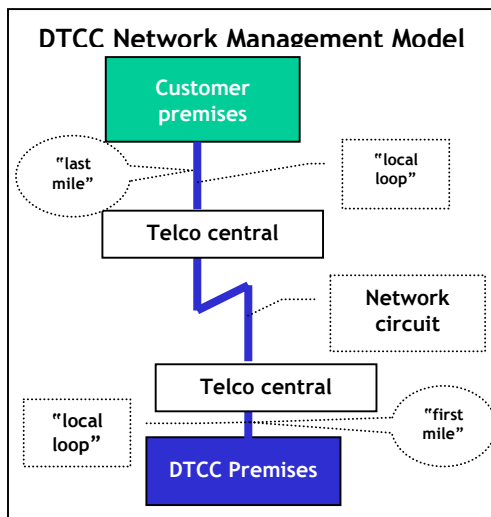 DTCC Network Management Model
Customer
premises
“last
mile”
“local
loop”
Telco central
Network
circuit
Telco central
“local
loop”
“first
mile”
DTCC Premises